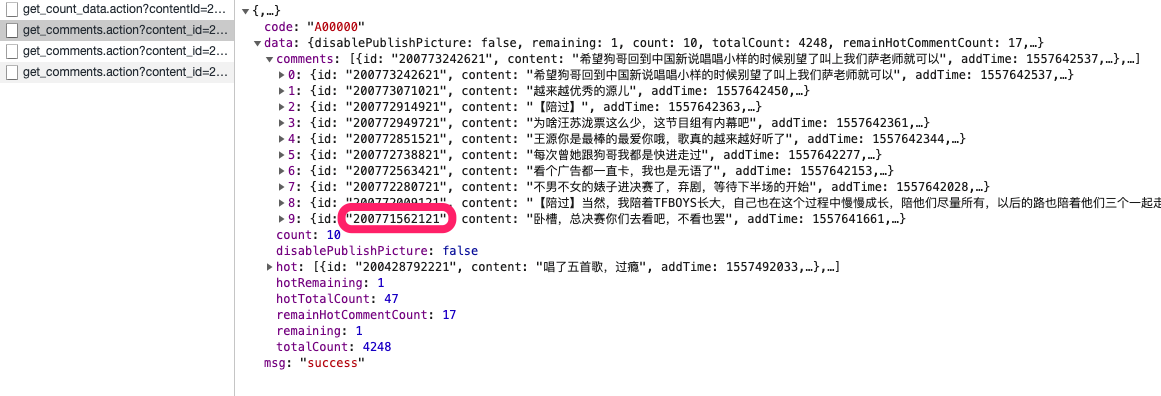 get_count_data.action?contentId=2...
get_comments.action?content_id=2...
get_comments.action?content_id=2...
get_comments.action?content_id=2...
{,…}
code: "A00000"
data: {disablePublishPicture: false, remaining: 1, count: 10, totalCount: 4248, remainHotCommentCount: 17,…}
comments: [{id: "200773242621", content: "希望狗哥回到中国新说唱唱小样的时候别望了叫上我们萨老师就可以", addTime: 1557642537,…},…]
0: {id: "200773242621", content: "希望狗哥回到中国新说唱唱小样的时候别望了叫上我们萨老师就可以", addTime: 1557642537,…}
1: {id: "200773071021", content: "越来越优秀的源儿", addTime: 1557642450,…}
2: {id: "200772914921", content: "【陪过】", addTime: 1557642363,…}
3: {id: "200772949721", content: "为啥汪苏泷票这么少，这节目组有内幕吧", addTime: 1557642361,…}
4: {id: "200772851521", content: "王源你是最棒的最爱你哦，歌真的越来越好听了", addTime: 1557642344,…}
5: {id: "200772738821", content: "每次曾她跟狗哥我都是快进走过", addTime: 1557642277,…}
6: {id: "200772563421", content: "看个广告都一直卡，我也是无语了", addTime: 1557642153,…}
7: {id: "200772280721", content: "不男不女的婊子进决赛了，弃剧，等待下半场的开始", addTime: 1557642028,…}
8: {id: "200772009121", content: "【陪过】当然，我陪着TFBOYS长大，自己也在这个过程中慢慢成长，陪他们尽量所有，以后的路也陪着他们三个一起走
9: {id: "200771562121", content: "卧槽，总决赛你们去看吧，不看也罢", addTime: 1557641661,…}
count: 10
disablePublishPicture: false
hot: [{id: "200428792221", content: "唱了五首歌，过瘾", addTime: 1557492033,…},…]
hotRemaining: 1
hotTotalCount: 47
remainHotCommentCount: 17
remaining: 1
totalCount: 4248
msg: "success"